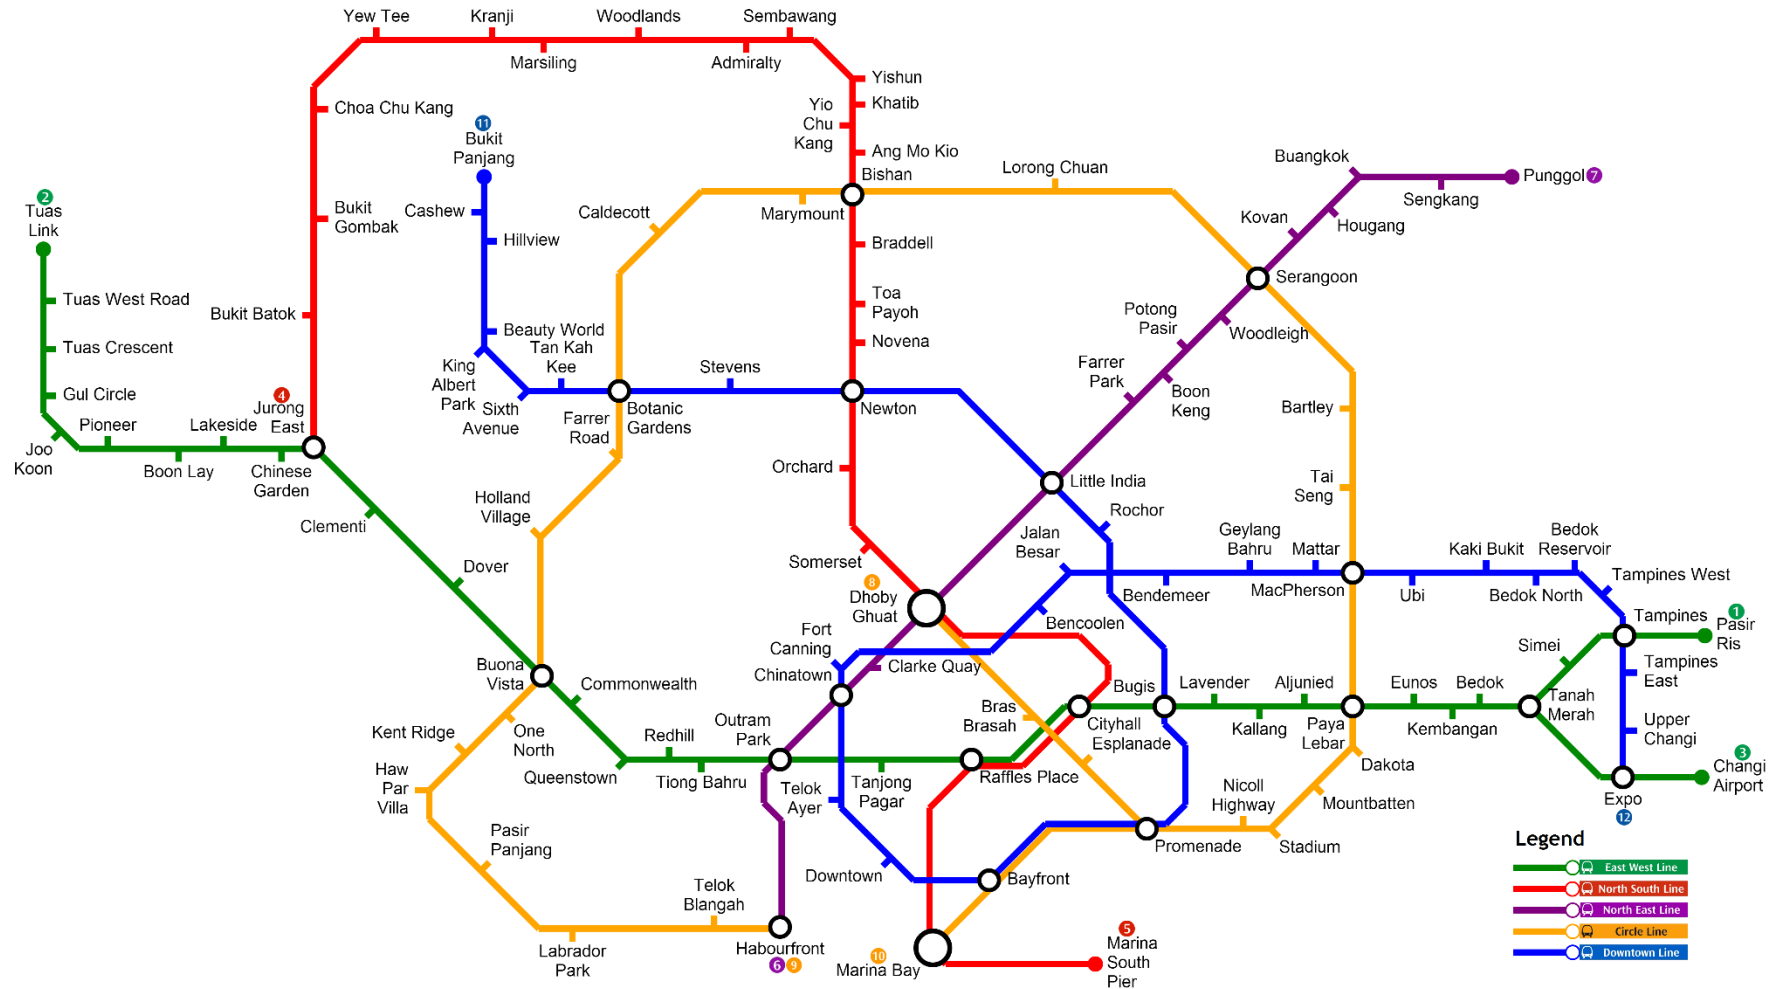 Yew Tee
Kranji
Woodlands
Sembawang
Marsiling
Admiralty
Choa Chu Kang
Yishun
Khatib
Yio
Chu
Kang
Ang Mo Kio
Bishan
11
Bukit
Panjang
Cashew
Hillview
Beauty World
Tan Kah
Kee
King
Albert
Park
Sixth
Avenue
Bukit
Gombak
Bukit Batok
4
Jurong
East
2
Tuas
Link
Tuas West Road
Tuas Crescent
Gul Circle
Joo
Koon
Pioneer
Boon Lay
Lakeside
Chinese
Garden
Clementi
Dover
Buona
Vista
Commonwealth
Queenstown
Redhill
Tiong Bahru
Outram
Park
Tanjong
Pagar
Raffles Place
Cityhall
Bugis
Lavender
Kallang
Aljunied
Paya
Lebar
Eunos
Kembangan
Bedok
Tanah
Merah
Simei
Tampines
1
Pasir
Ris
3
Changi
Airport
Expo
12
Upper
Changi
Tampines
East
Tampines West
Bedok
Reservoir
Bedok North
Kaki Bukit
Ubi
MacPherson
Mattar
Geylang
Bahru
Bendemeer
Jalan
Besar
Bencoolen
Fort
Canning
Chinatown
Telok
Ayer
Downtown
Bayfront
Promenade
Rochor
Little India
Newton
Stevens
Botanic
Gardens
Farrer
Road
Holland
Village
Caldecott
Marymount
Lorong Chuan
Serangoon
Bartley
Tai
Seng
Dakota
Mountbatten
Stadium
Nicoll
Highway
Esplanade
Bras
Brasah
8
Dhoby
Ghuat
Somerset
Orchard
Novena
Toa
Payoh
Braddell
Buangkok
Sengkang
Punggol
7
Kovan
Hougang
Woodleigh
Potong
Pasir
Boon
Keng
Farrer
Park
Clarke Quay
One
North
Kent Ridge
Haw
Par
Villa
Pasir
Panjang
Labrador
Park
Telok
Blangah
Habourfront
6
9
10
Marina Bay
5
Marina
South
Pier
Legend
East West Line
North South Line
North East Line
Circle Line
Downtown Line